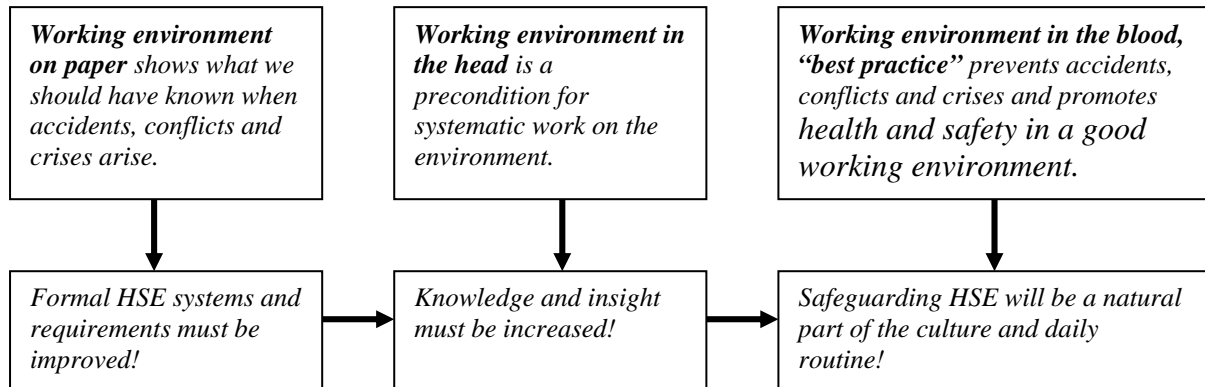 Working environment
on paper shows what we
should have known when
accidents, conflicts and
crises arise.
Working environment in
the head is a
precondition for
systematic work on the
environment.
Working environment in the blood,
“best practice” prevents accidents,
conflicts and crises and promotes
health and safety in a good
working environment.
Formal HSE systems and
requirements must be
improved!
Knowledge and insight
must be increased!
Safeguarding HSE will be a natural
part of the culture and daily
routine!